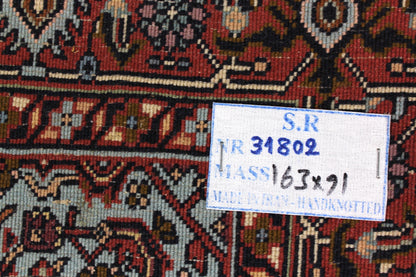 S.R
NR 31802
MASS 163x91
MADE IN IRAN - HANDKNOTTED